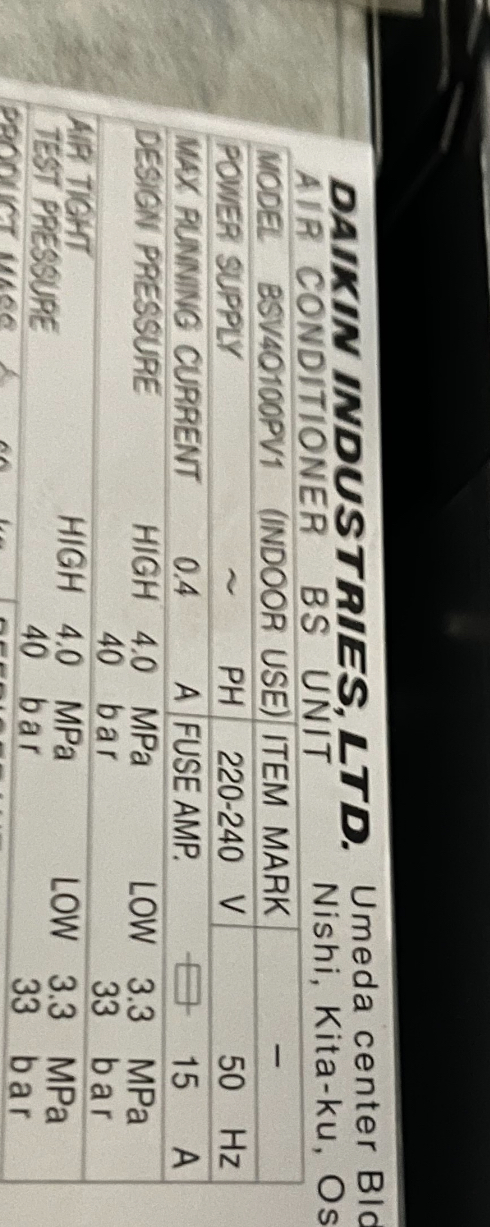 DAIKIN INDUSTRIES, LTD. Umeda center Bld
AIR CONDITIONER BS UNIT Nishi, Kita-ku, Os
MODEL BSV4Q100PV1 (INDOOR USE) ITEM MARK –
POWER SUPPLY ~ PH 220-240 V 50 Hz
MAX RUNNING CURRENT 0.4 A FUSE AMP. 15 A
DESIGN PRESSURE HIGH 4.0 MPa LOW 3.3 MPa
40 bar 33 bar
AIR TIGHT
TEST PRESSURE HIGH 4.0 MPa LOW 3.3 MPa
40 bar 33 bar
PRODUCT MASS